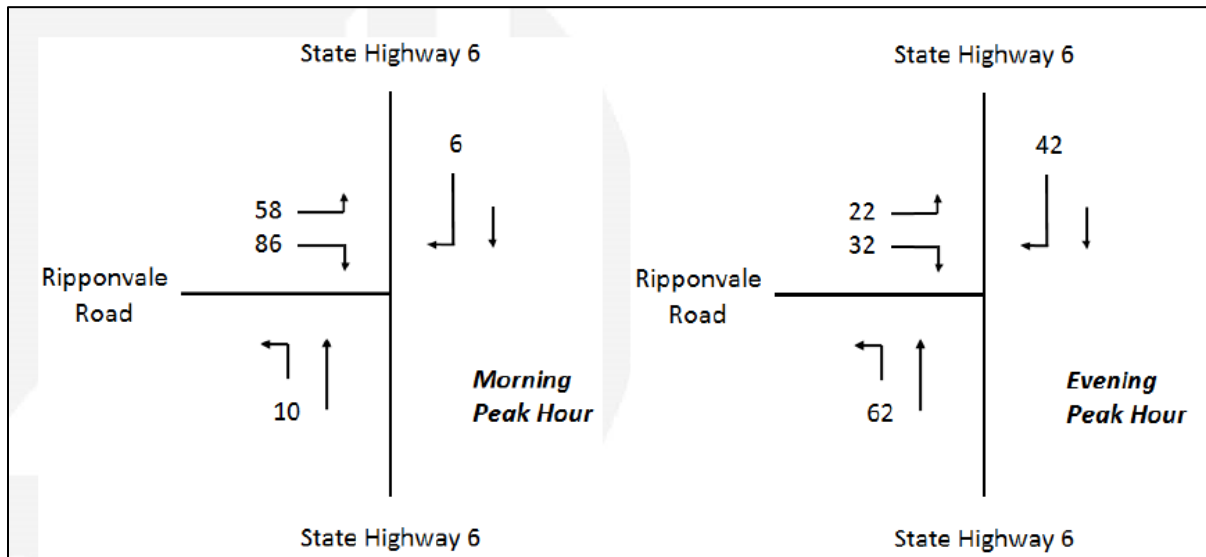 State Highway 6
6
58
86
Ripponvale
Road
10
Morning
Peak Hour
State Highway 6
State Highway 6
42
22
32
Ripponvale
Road
62
Evening
Peak Hour
State Highway 6